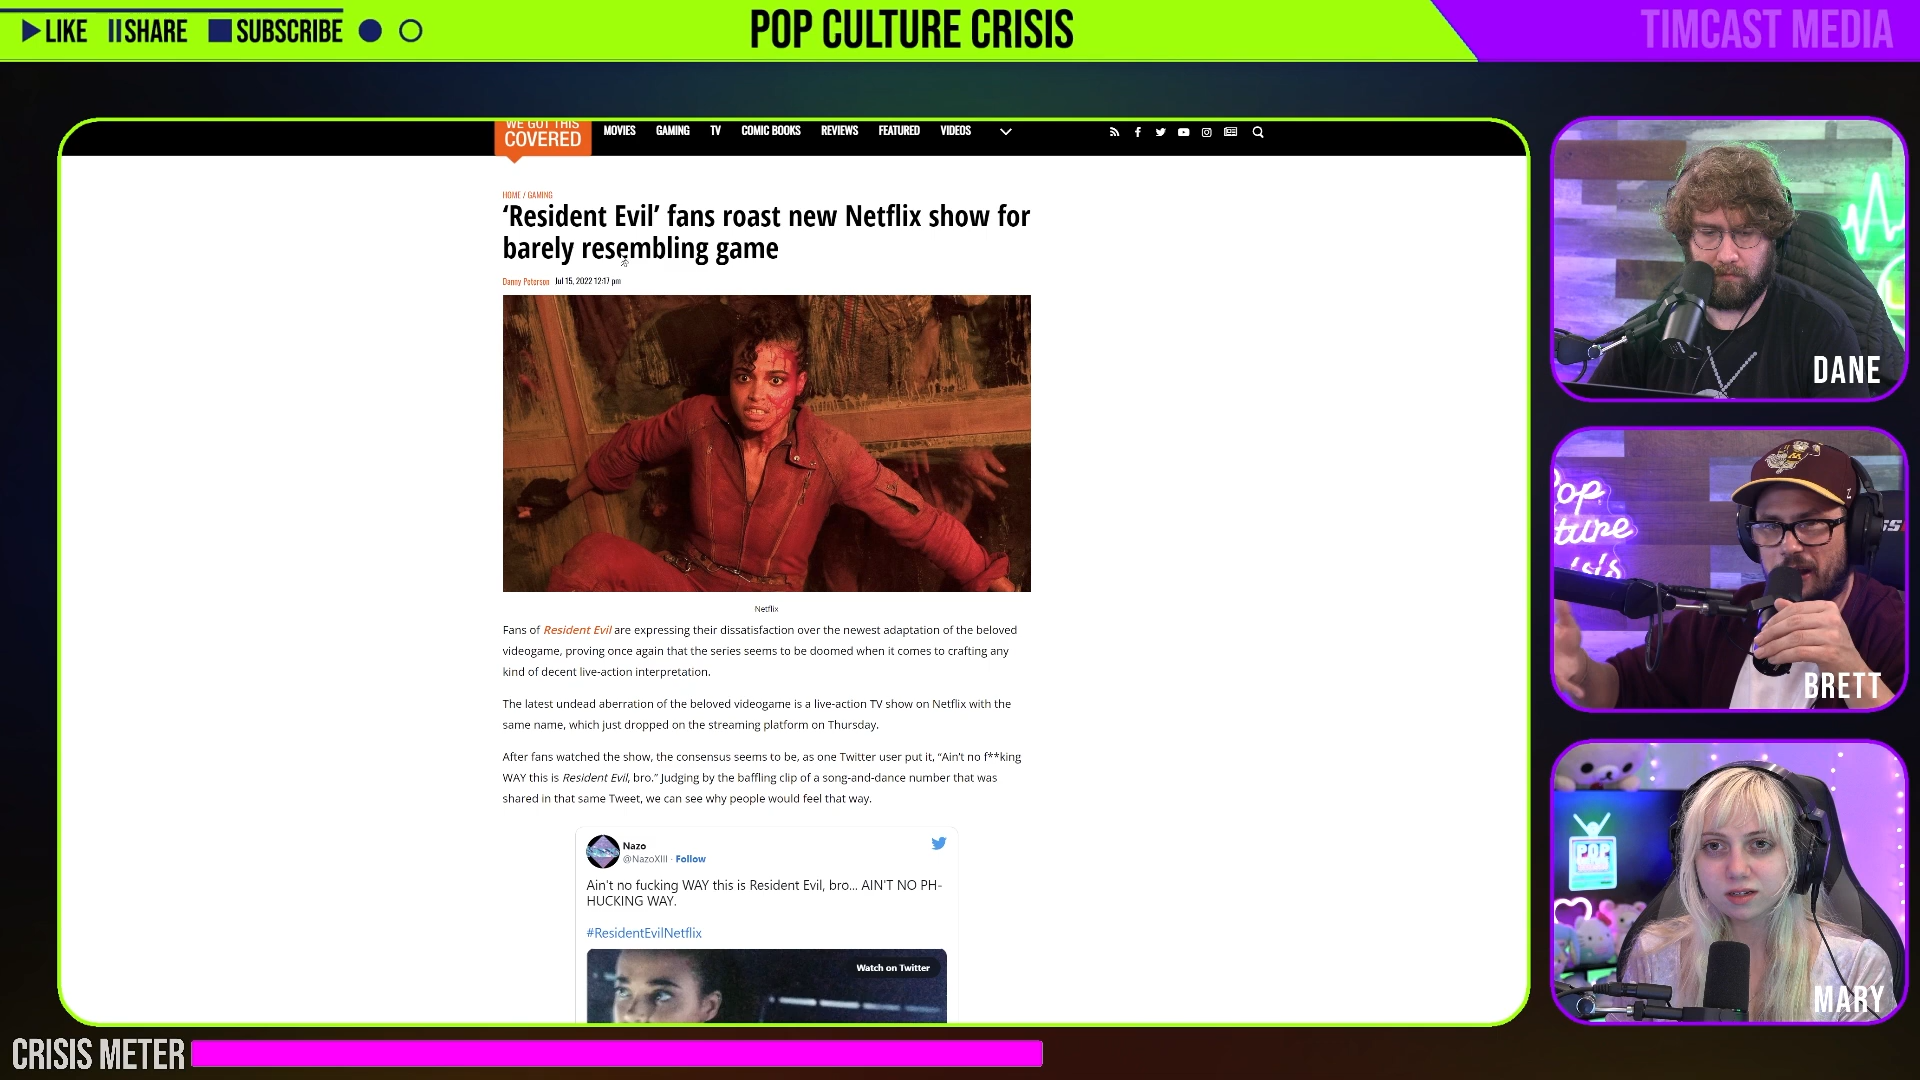 LIKE SHARE SUBSCRIBE
POP CULTURE CRISIS
TIMCAST MEDIA
WE GOT THIS
COVERED
MOVIES GAMING TV COMIC BOOKS REVIEWS FEATURED VIDEOS
HOME / GAMING
‘Resident Evil’ fans roast new Netflix show for
barely resembling game
Danny Peterson Jul 15, 2022 12:17 pm
Netflix
Fans of Resident Evil are expressing their dissatisfaction over the newest adaptation of the beloved
videogame, proving once again that the series seems to be doomed when it comes to crafting any
kind of decent live-action interpretation.
The latest undead aberration of the beloved videogame is a live-action TV show on Netflix with the
same name, which just dropped on the streaming platform on Thursday.
After fans watched the show, the consensus seems to be, as one Twitter user put it, “Ain’t no f**king
WAY this is Resident Evil, bro.” Judging by the baffling clip of a song-and-dance number that was
shared in that same Tweet, we can see why people would feel that way.
Nazo
@NazoXIII · Follow
Ain't no fucking WAY this is Resident Evil, bro... AIN'T NO PH-
HUCKING WAY.
#ResidentEvilNetflix
Watch on Twitter
DANE
BRETT
POP
MARY
CRISIS METER